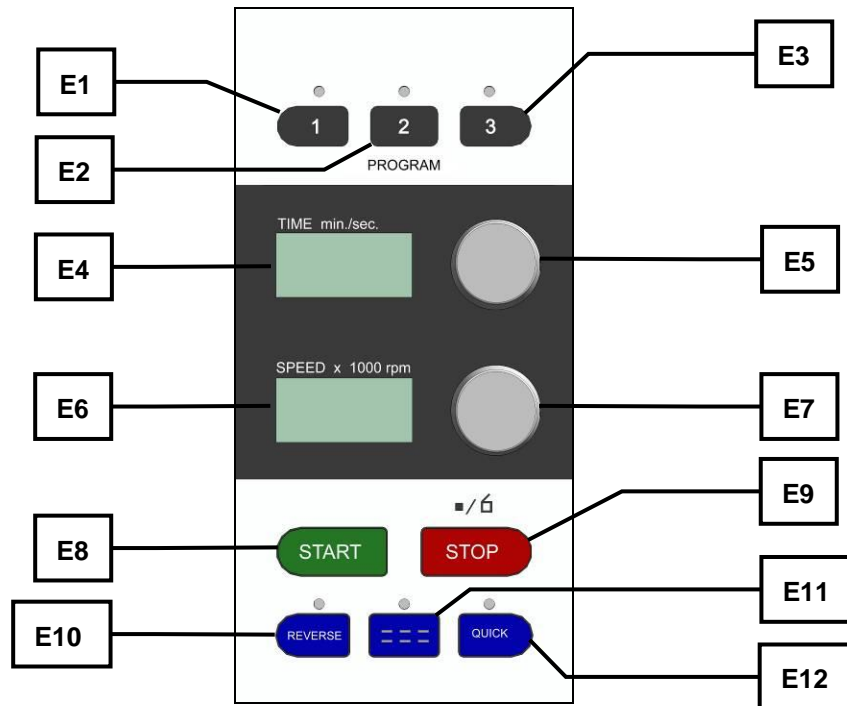 E1
E3
1 2 3
E2
PROGRAM
TIME min./sec.
E4
E5
SPEED x 1000 rpm
E6
E7
E9
E8
START
STOP
E11
E10
REVERSE
QUICK
E12